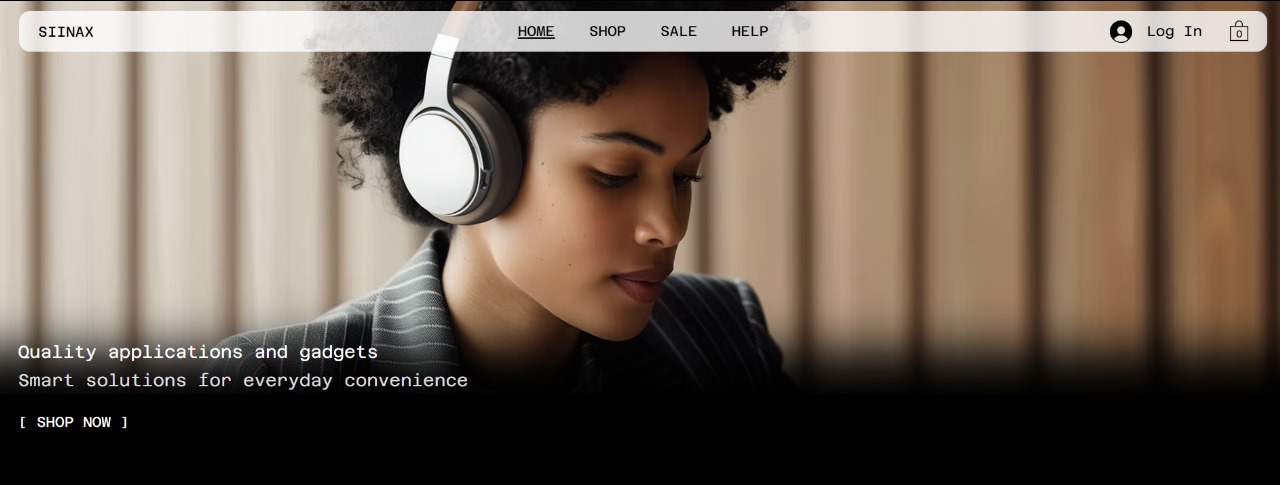 SIINAX
HOME SHOP SALE HELP
Log In
0
Quality applications and gadgets
Smart solutions for everyday convenience
[ SHOP NOW ]